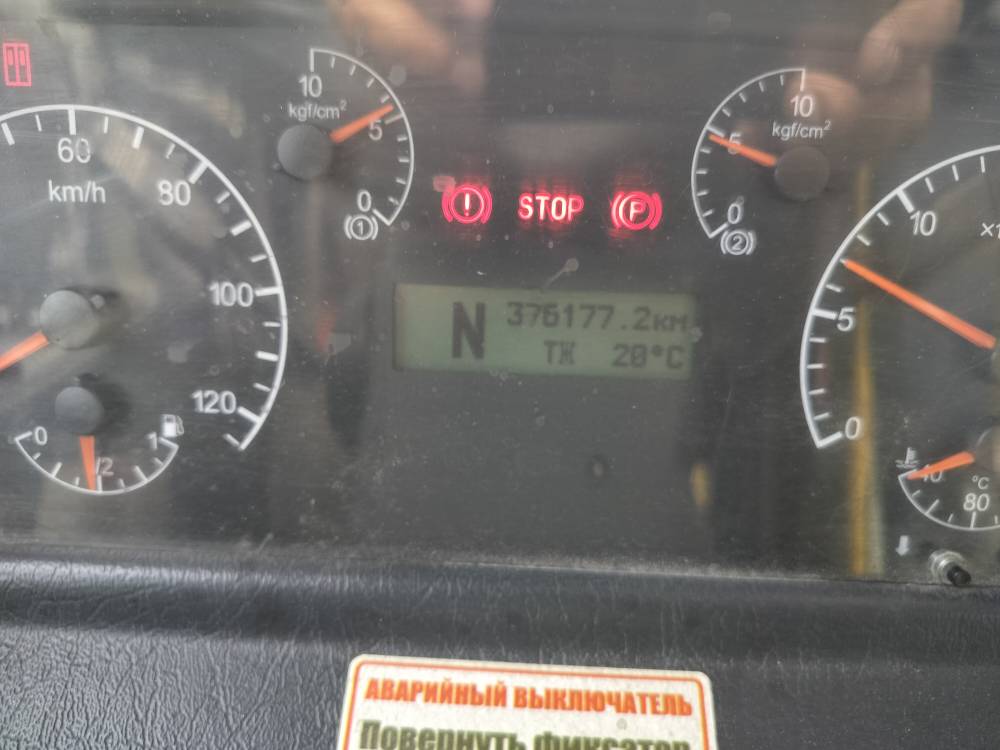 10
kgf/cm²
5
0
(1)
10
kgf/cm²
5
0
(2)
60
km/h
80
100
120
! STOP P
N 376177.2км
ТЖ 20°C
10
5
0
0 1/2 1
40
°C
80
АВАРИЙНЫЙ ВЫКЛЮЧАТЕЛЬ
Повернуть фиксатор